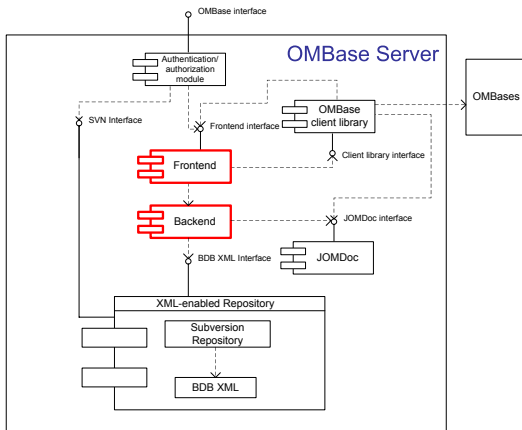 OMBase interface
OMBase Server
Authentication/
authorization
module
OMBases
SVN Interface
Frontend interface
OMBase
client library
Frontend
Client library interface
Backend
JOMDoc interface
BDB XML Interface
JOMDoc
XML-enabled Repository
Subversion
Repository
BDB XML